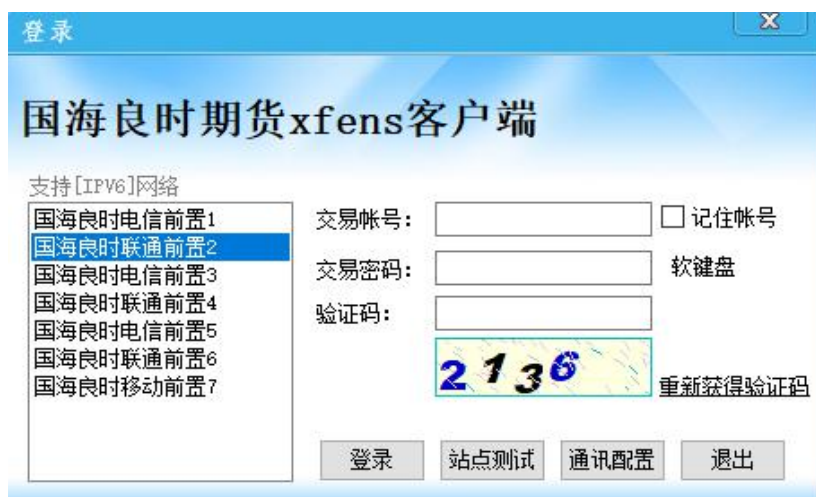 登录
国海良时期货xfens客户端
支持[IPV6]网络
国海良时电信前置1
国海良时联通前置2
国海良时电信前置3
国海良时联通前置4
国海良时电信前置5
国海良时联通前置6
国海良时移动前置7
交易帐号：
记住帐号
交易密码：
软键盘
验证码：
2136
重新获得验证码
登录
站点测试
通讯配置
退出